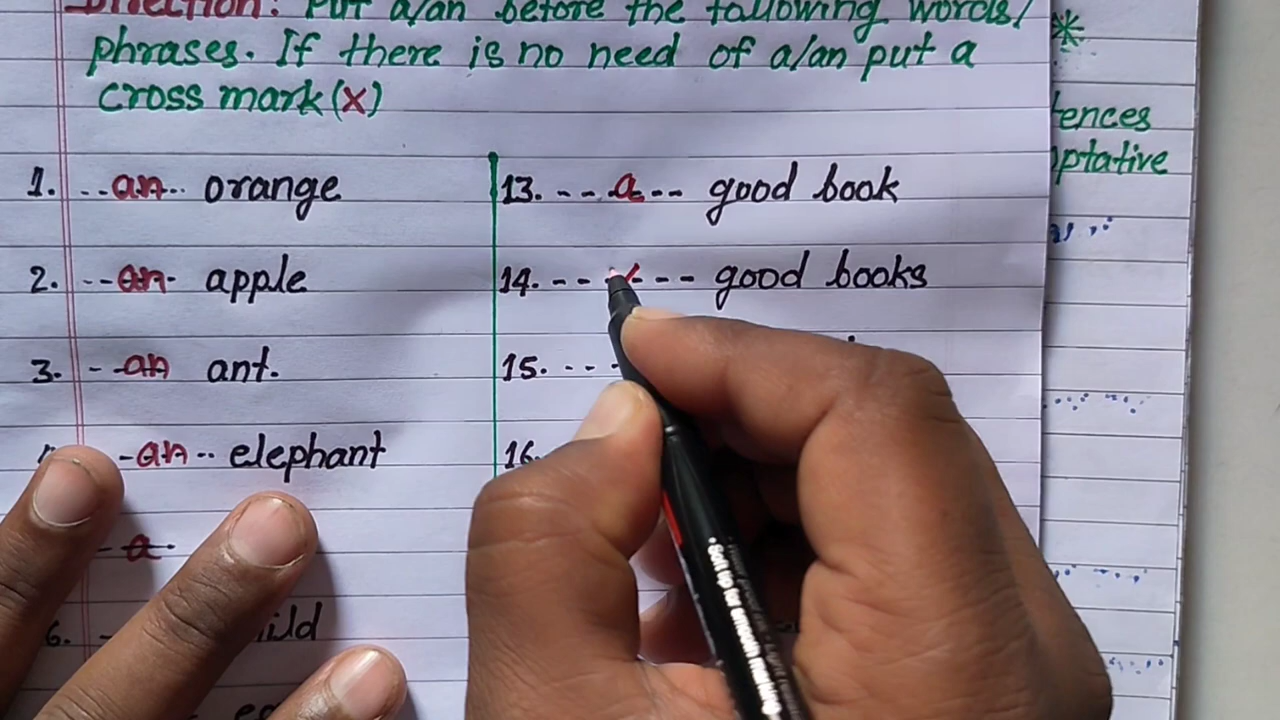 Direction: Put a/an before the following words/
phrases. If there is no need of a/an put a
cross mark(x)
1. --an-- orange
2. --an- apple
3. --an ant.
-an-- elephant
-a-
6. -
13. ---a--- good book
14. ---x--- good books
15. ---
16.
tences
ptative